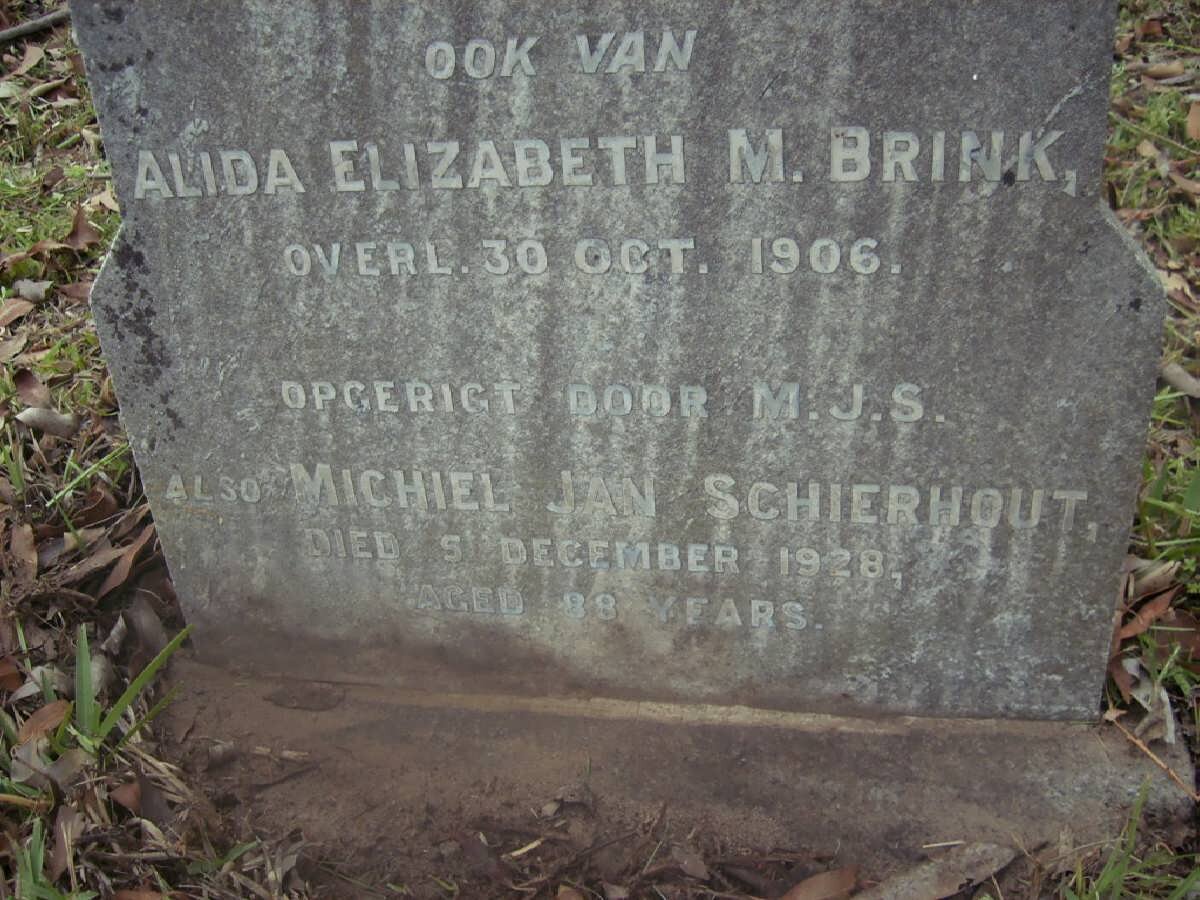 OOK VAN
ALIDA ELIZABETH M. BRINK,
OVERL. 30 OCT. 1906.
OPGERIGT DOOR M.J.S.
ALSO MICHIEL JAN SCHIERHOUT,
DIED 5 DECEMBER 1928,
AGED 88 YEARS.